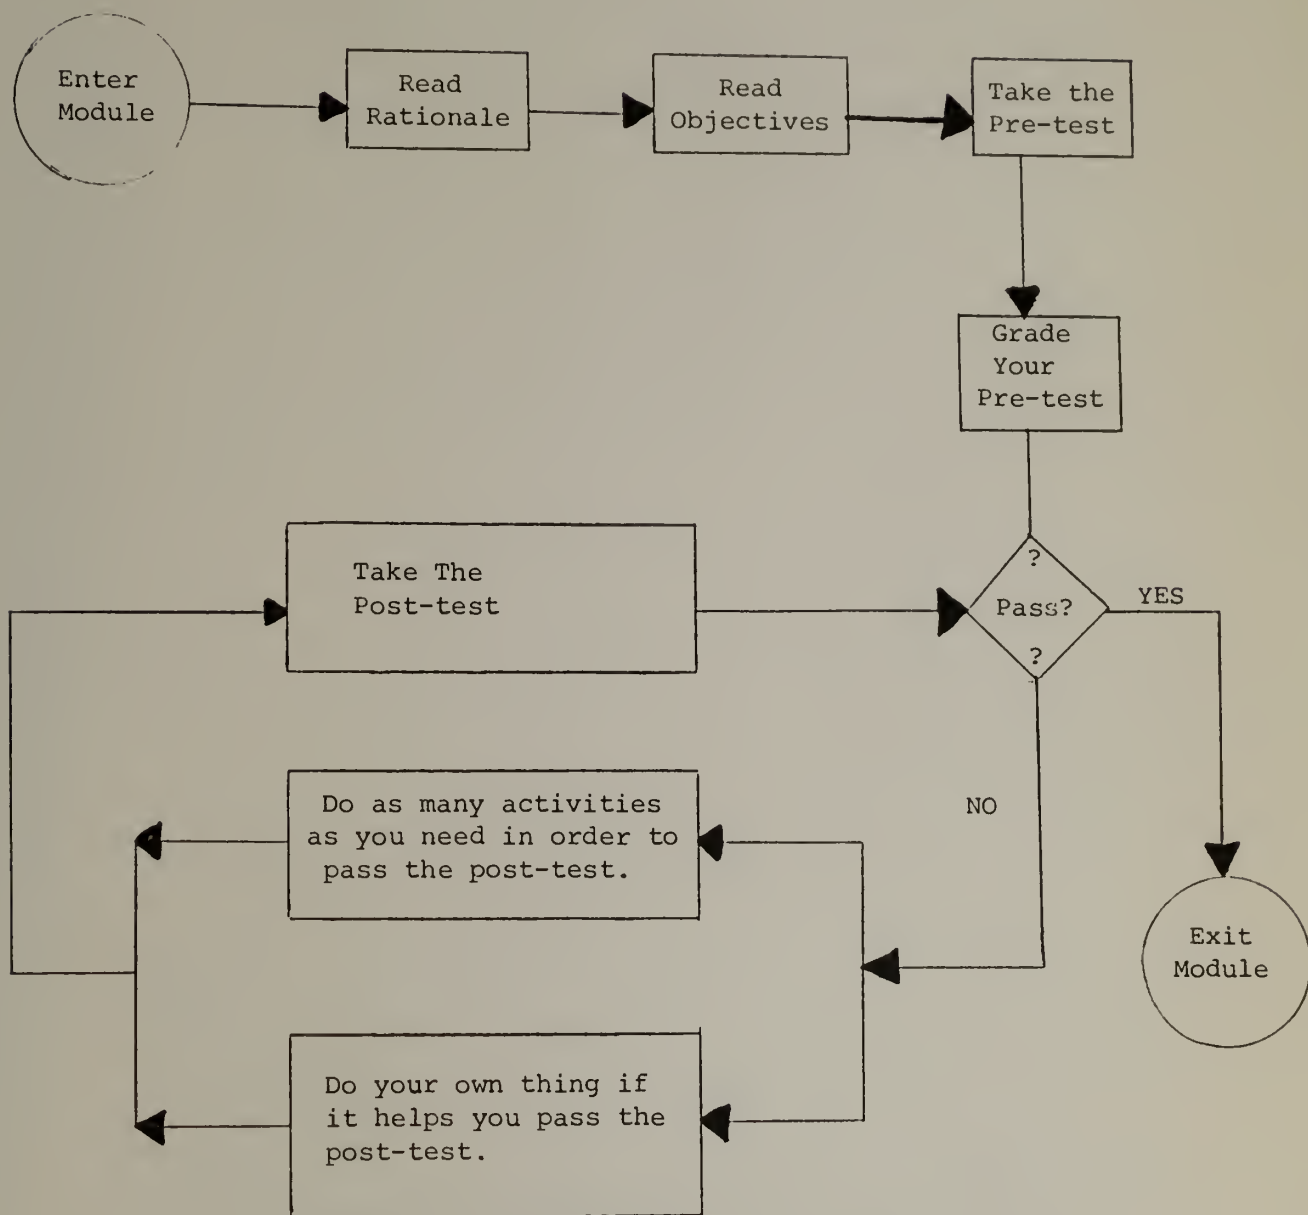 Enter
Module
Read
Rationale
Read
Objectives
Take the
Pre-test
Grade
Your
Pre-test
?
Pass?
?
YES
NO
Take The
Post-test
Do as many activities
as you need in order to
pass the post-test.
Do your own thing if
it helps you pass the
post-test.
Exit
Module